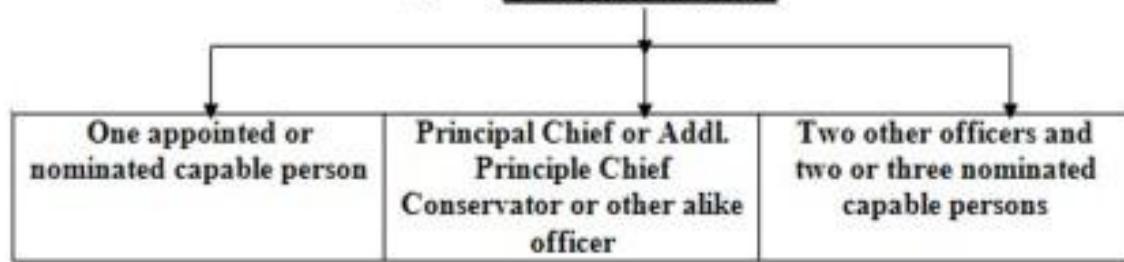 One appointed or
nominated capable person
Principal Chief or Addl.
Principle Chief
Conservator or other alike
officer
Two other officers and
two or three nominated
capable persons